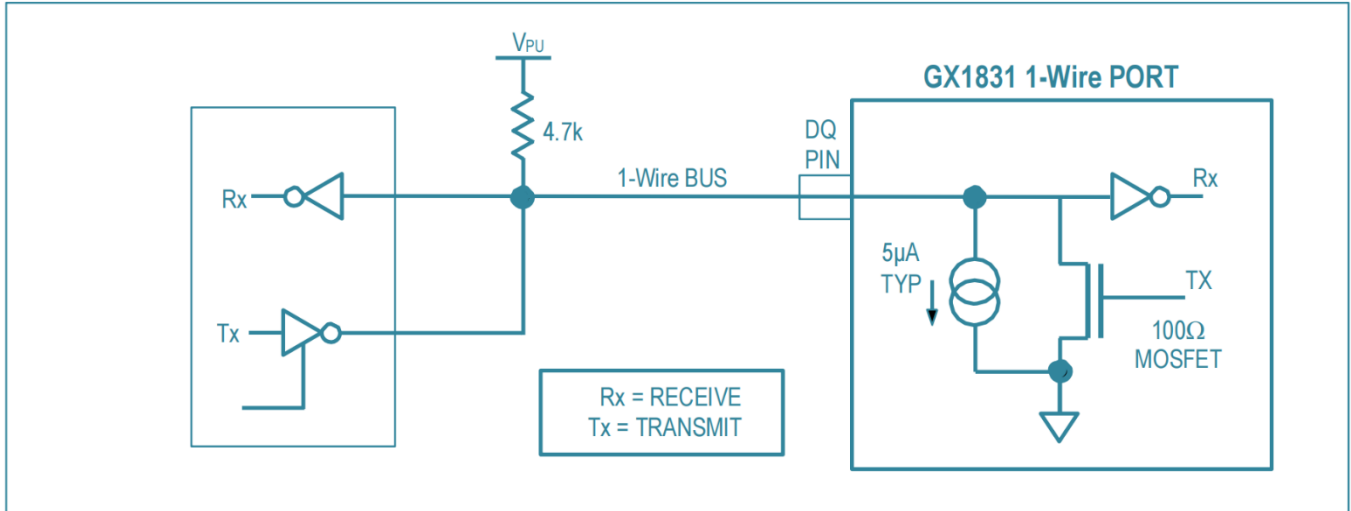 VPU
4.7k
GX1831 1-Wire PORT
DQ
PIN
1-Wire BUS
Rx
Rx
5µA
TYP
TX
100Ω
MOSFET
Tx
Rx = RECEIVE
Tx = TRANSMIT